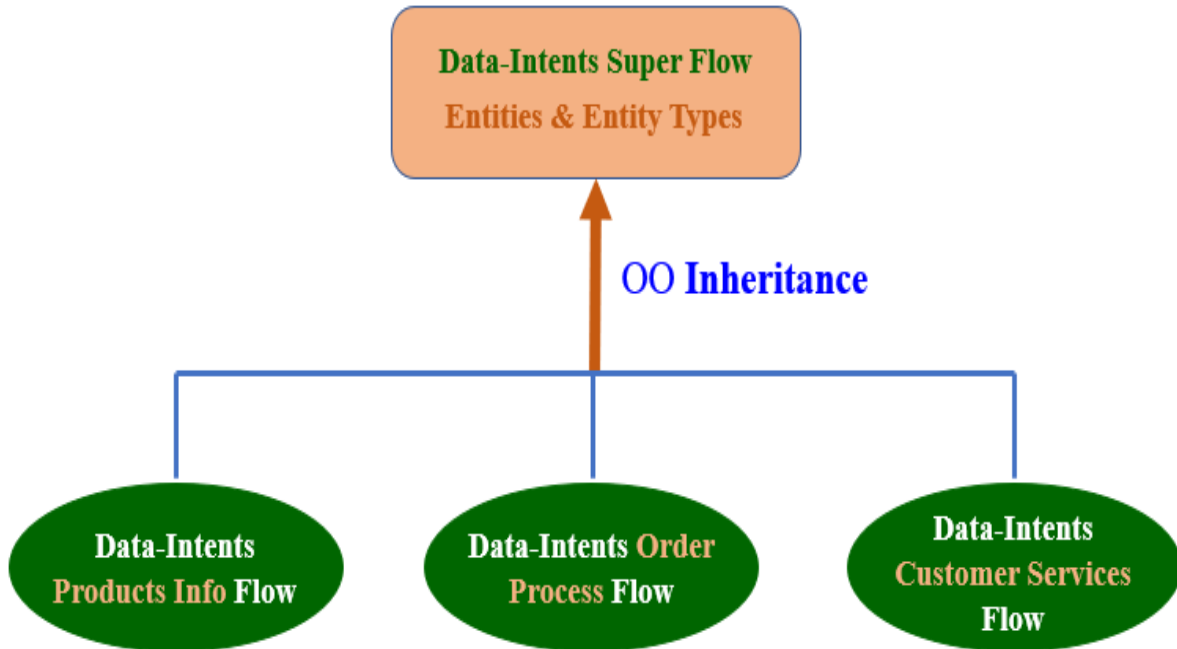 Data-Intents Super Flow
Entities & Entity Types
OO Inheritance
Data-Intents
Products Info Flow
Data-Intents Order
Process Flow
Data-Intents
Customer Services
Flow